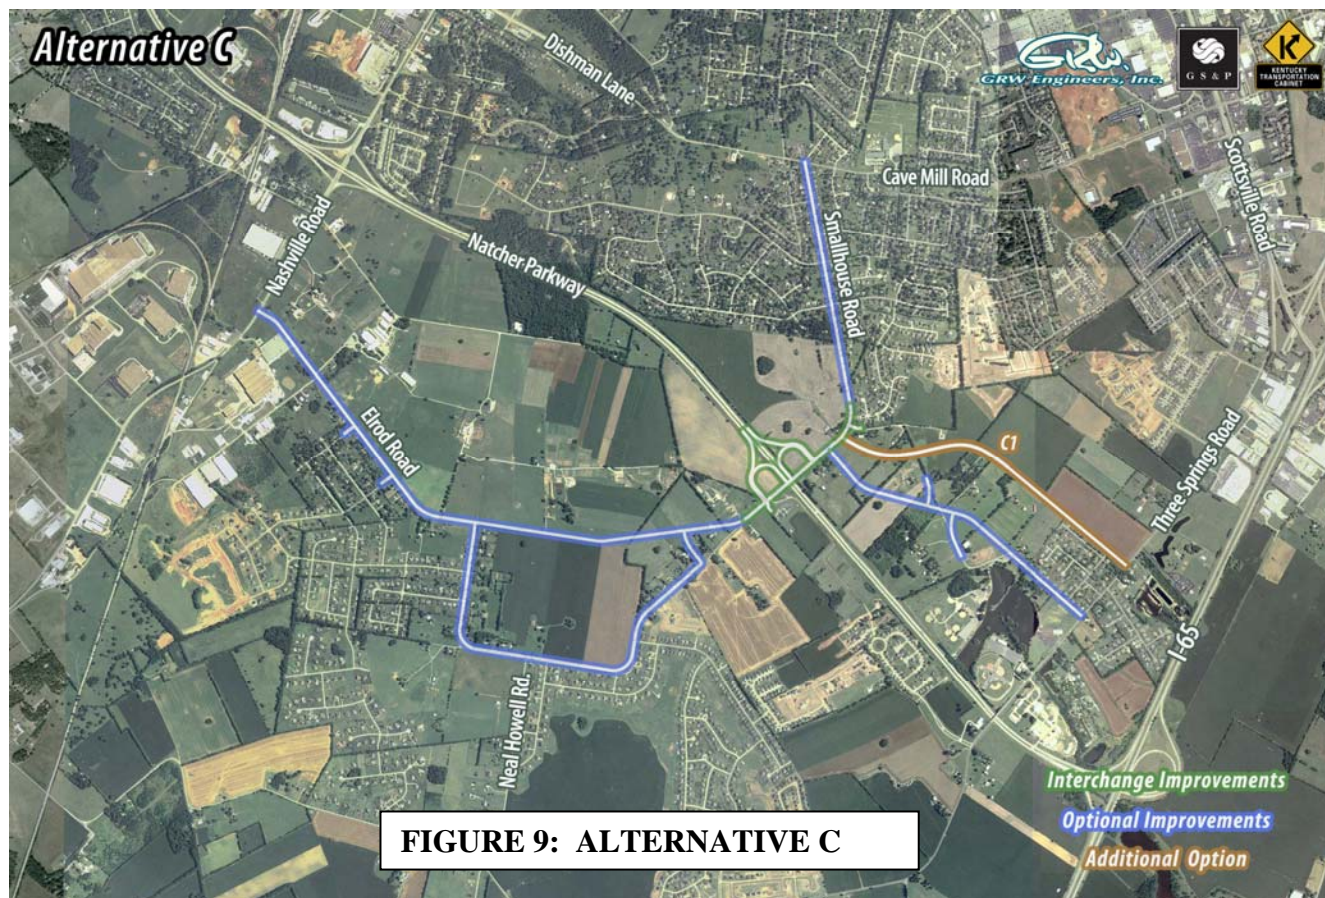 Alternative C
Dishman Lane
GRW
GRW Engineers, Inc.
GS&P
K
KENTUCKY
TRANSPORTATION
CABINET
Cave Mill Road
Scottsville Road
Nashville Road
Natcher Parkway
Smallhouse Road
Elrod Road
C1
Three Springs Road
I-65
Neal Howell Rd.
Interchange Improvements
Optional Improvements
Additional Option
FIGURE 9: ALTERNATIVE C